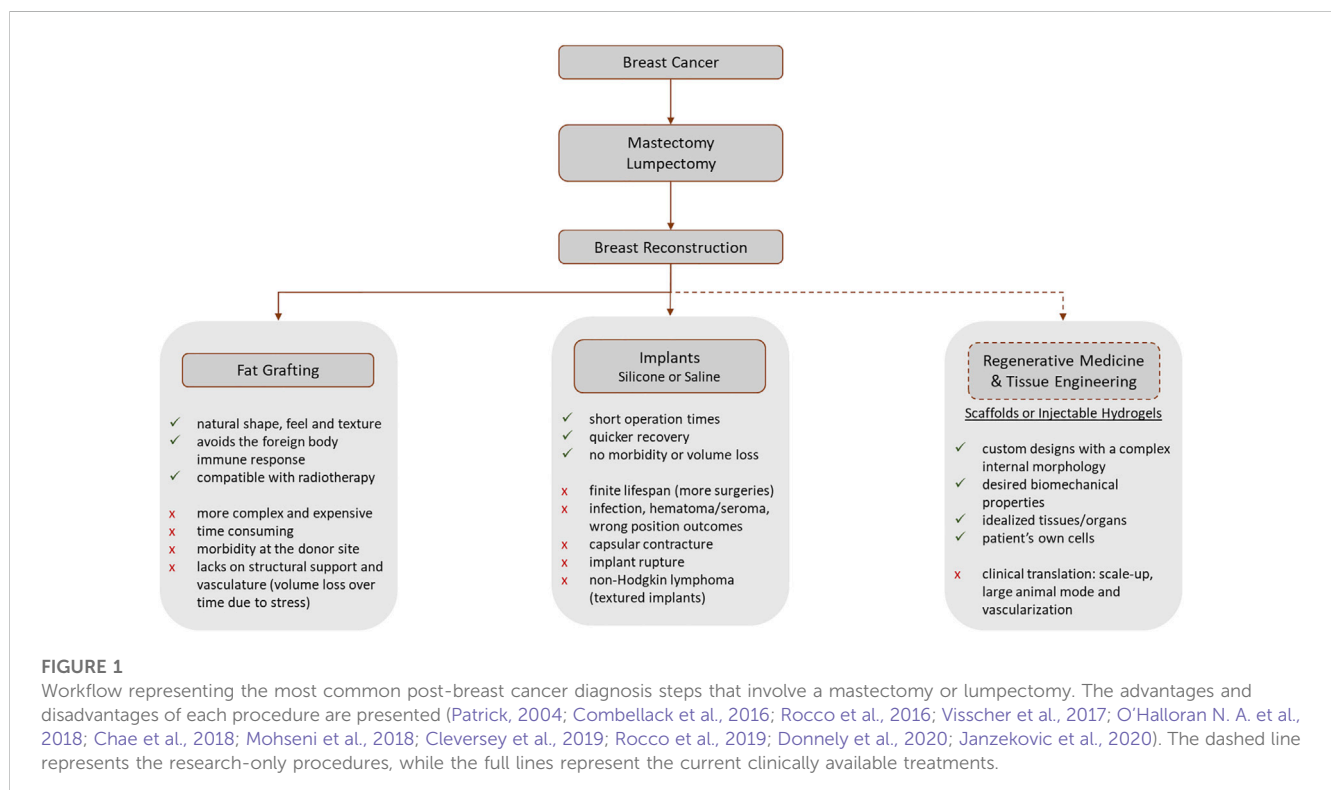 Breast Cancer
Mastectomy
Lumpectomy
Breast Reconstruction
Fat Grafting
✓ natural shape, feel and texture
✓ avoids the foreign body
immune response
✓ compatible with radiotherapy
x more complex and expensive
x time consuming
x morbidity at the donor site
x lacks on structural support and
vasculature (volume loss over
time due to stress)
Implants
Silicone or Saline
✓ short operation times
✓ quicker recovery
✓ no morbidity or volume loss
x finite lifespan (more surgeries)
x infection, hematoma/seroma,
wrong position outcomes
x capsular contracture
x implant rupture
x non-Hodgkin lymphoma
(textured implants)
Regenerative Medicine
& Tissue Engineering
Scaffolds or Injectable Hydrogels
✓ custom designs with a complex
internal morphology
✓ desired biomechanical
properties
✓ idealized tissues/organs
✓ patient's own cells
x clinical translation: scale-up,
large animal mode and
vascularization
FIGURE 1
Workflow representing the most common post-breast cancer diagnosis steps that involve a mastectomy or lumpectomy. The advantages and
disadvantages of each procedure are presented (Patrick, 2004; Combellack et al., 2016; Rocco et al., 2016; Visscher et al., 2017; O'Halloran N. A. et al.,
2018; Chae et al., 2018; Mohseni et al., 2018; Cleversey et al., 2019; Rocco et al., 2019; Donnely et al., 2020; Janzekovic et al., 2020). The dashed line
represents the research-only procedures, while the full lines represent the current clinically available treatments.